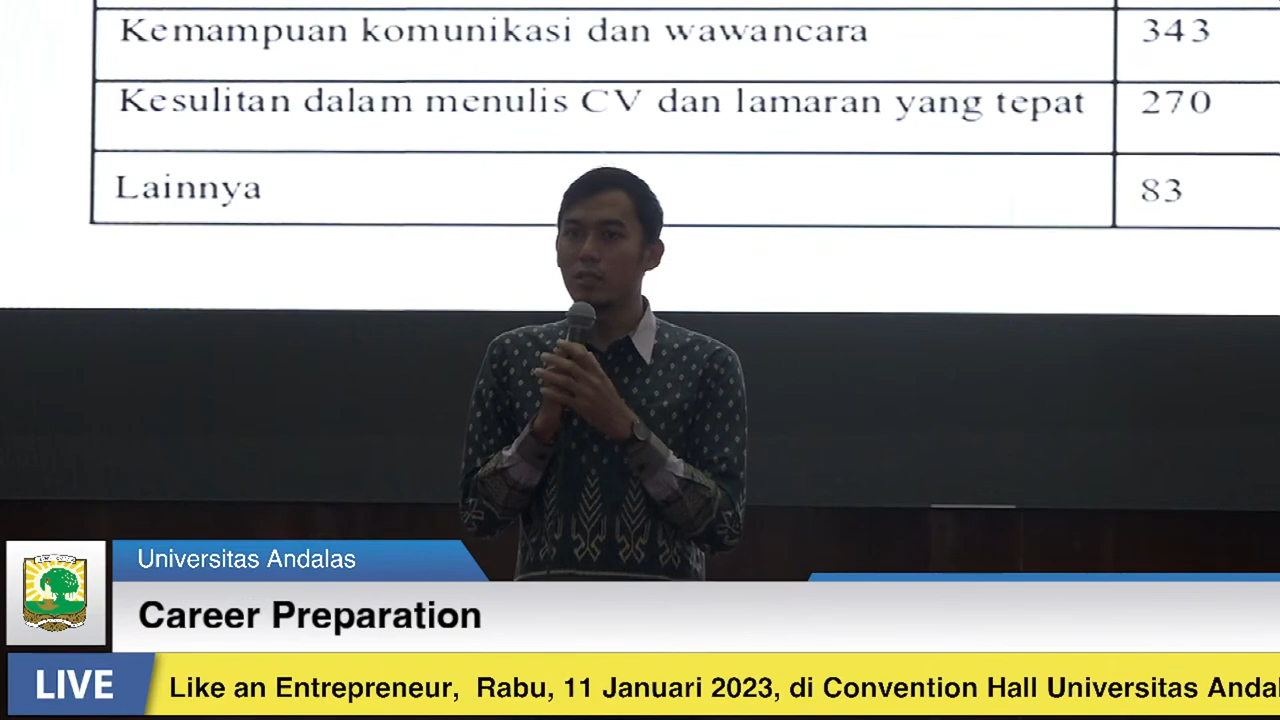 Kemampuan komunikasi dan wawancara 343
Kesulitan dalam menulis CV dan lamaran yang tepat 270
Lainnya 83
Universitas Andalas
Career Preparation
LIVE Like an Entrepreneur, Rabu, 11 Januari 2023, di Convention Hall Universitas Andal